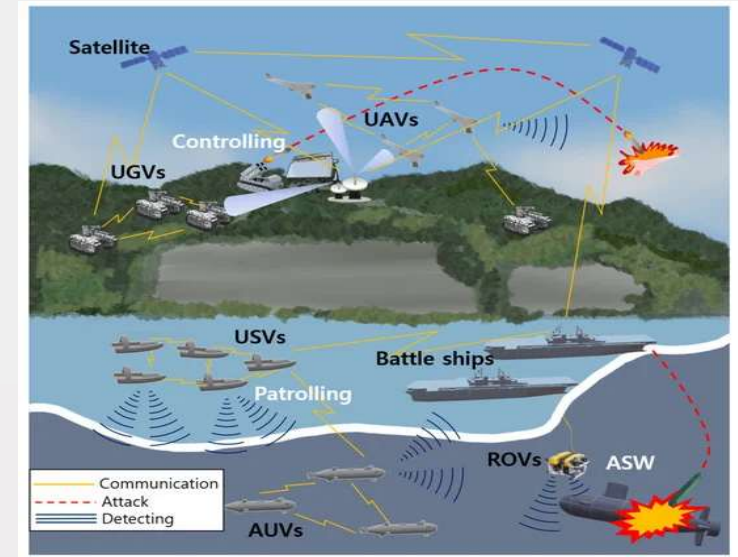 Satellite
UAVs
Controlling
UGVs
USVs
Battle ships
Patrolling
ROVs
ASW
AUVs
Communication
Attack
Detecting